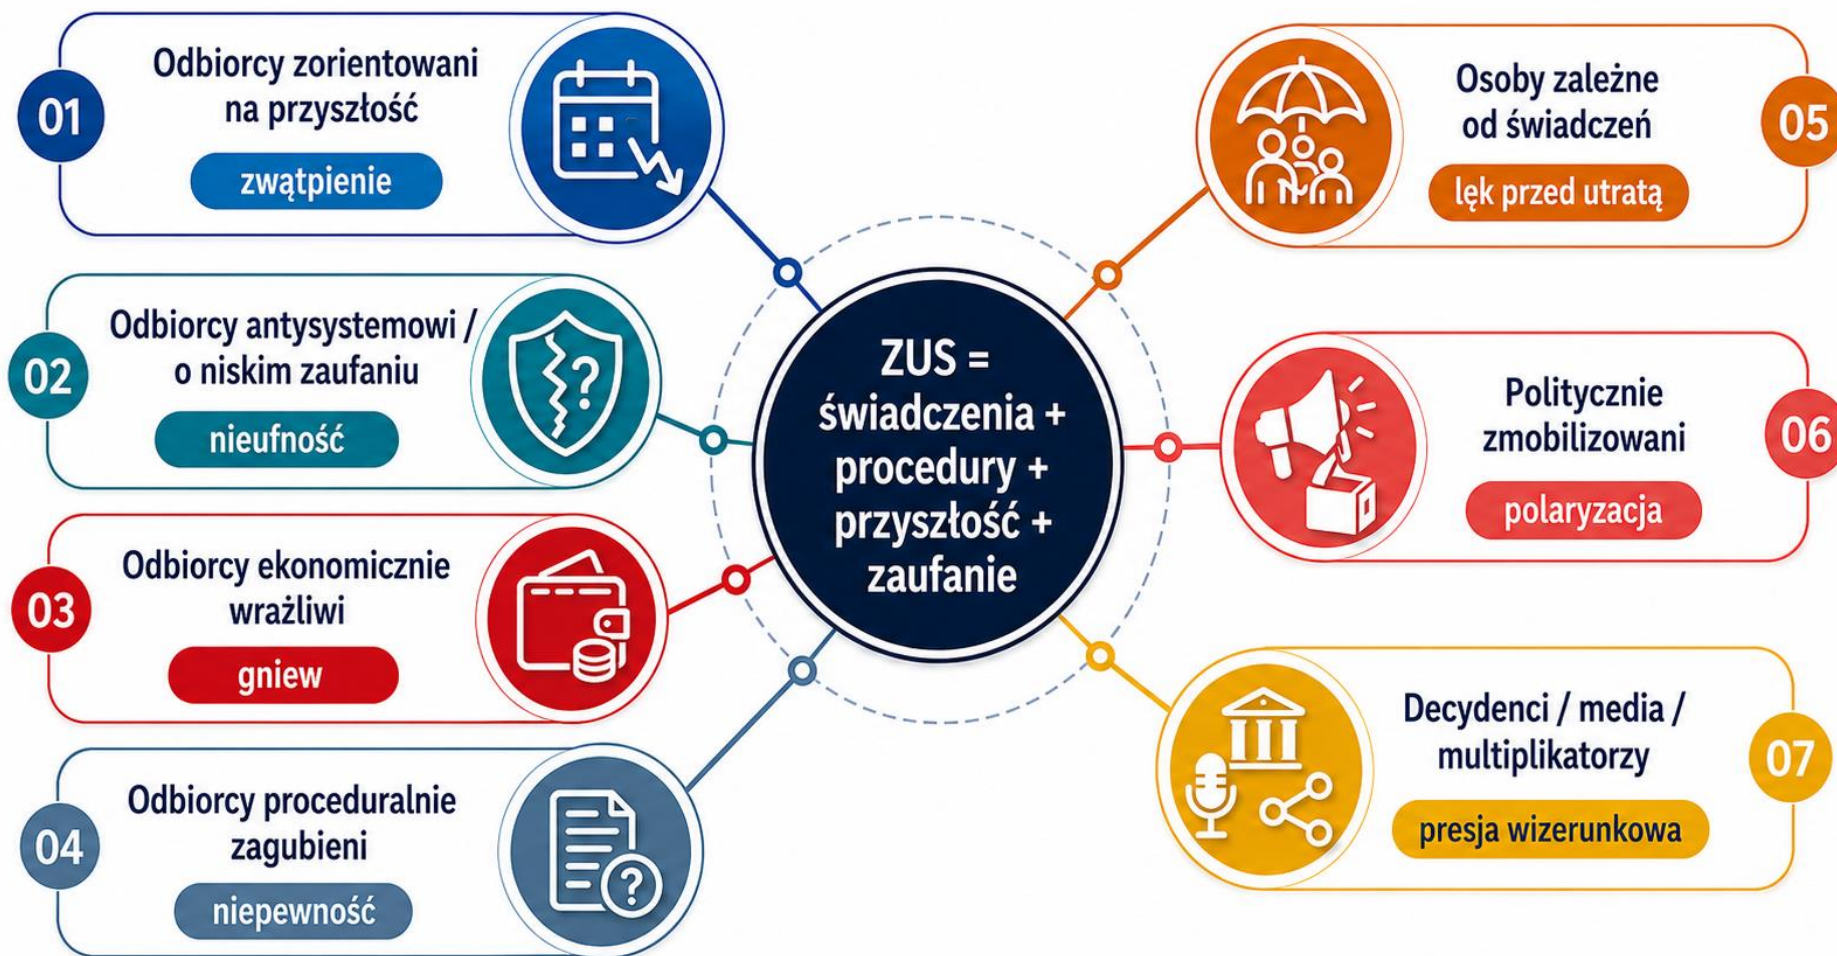 01
Odbiorcy zorientowani
na przyszłość
zwątpienie
02
Odbiorcy antysystemowi /
o niskim zaufaniu
?
nieufność
03
Odbiorcy ekonomicznie
wrażliwi
gniew
04
Odbiorcy proceduralnie
zagubieni
?
niepewność
ZUS =
świadczenia +
procedury +
przyszłość +
zaufanie
Osoby zależne
od świadczeń
05
lęk przed utratą
Politycznie
zmobilizowani
06
polaryzacja
Decydenci / media /
multiplikatorzy
07
presja wizerunkowa